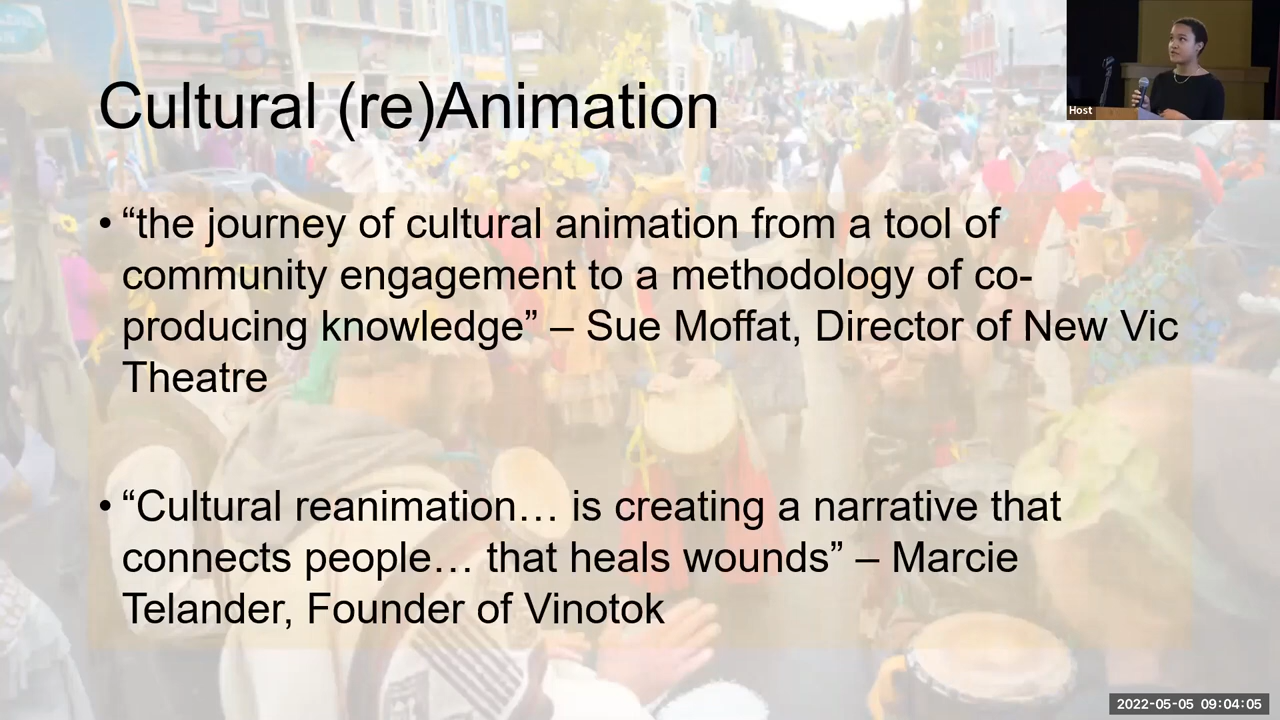 Host
Cultural (re)Animation
• “the journey of cultural animation from a tool of
community engagement to a methodology of co-
producing knowledge” – Sue Moffat, Director of New Vic
Theatre
• “Cultural reanimation… is creating a narrative that
connects people… that heals wounds” – Marcie
Telander, Founder of Vinotok
2022-05-05 09:04:05